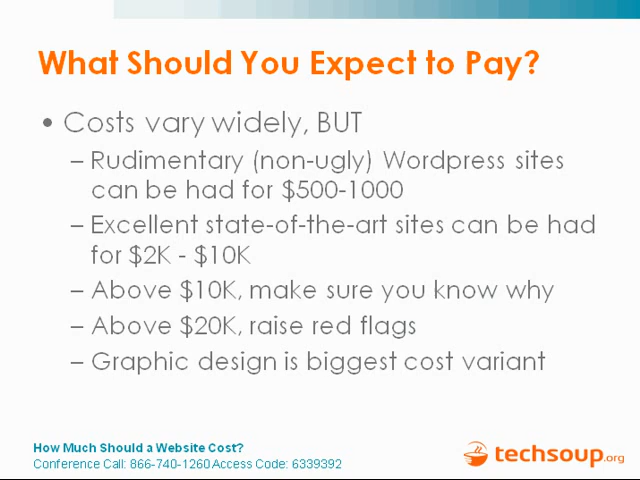 What Should You Expect to Pay?
• Costs vary widely, BUT
– Rudimentary (non-ugly) Wordpress sites
can be had for $500-1000
– Excellent state-of-the-art sites can be had
for $2K - $10K
– Above $10K, make sure you know why
– Above $20K, raise red flags
– Graphic design is biggest cost variant
How Much Should a Website Cost?
Conference Call: 866-740-1260 Access Code: 6339392
techsoup.org